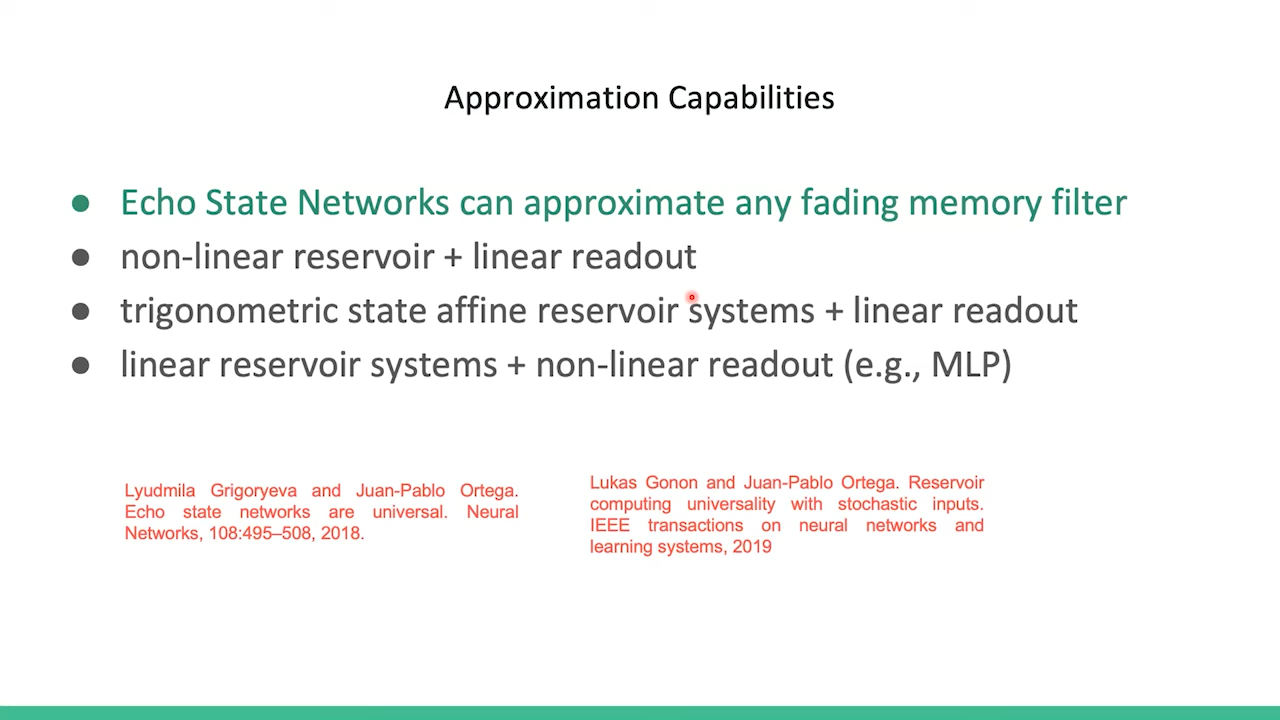 Approximation Capabilities
● Echo State Networks can approximate any fading memory filter
● non-linear reservoir + linear readout
● trigonometric state affine reservoir systems + linear readout
● linear reservoir systems + non-linear readout (e.g., MLP)
Lyudmila Grigoryeva and Juan-Pablo Ortega.
Echo state networks are universal. Neural
Networks, 108:495–508, 2018.
Lukas Gonon and Juan-Pablo Ortega. Reservoir
computing universality with stochastic inputs.
IEEE transactions on neural networks and
learning systems, 2019